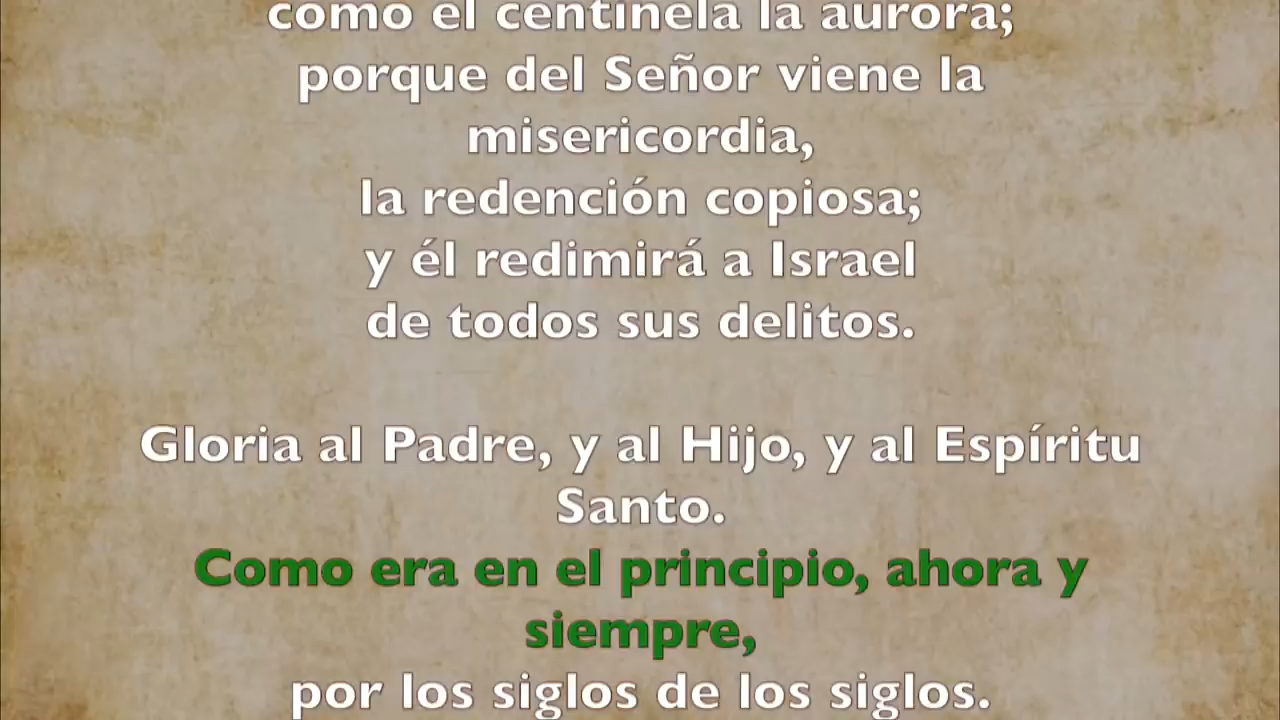 como el centinela la aurora;
porque del Señor viene la
misericordia,
la redención copiosa;
y él redimirá a Israel
de todos sus delitos.
Gloria al Padre, y al Hijo, y al Espíritu
Santo.
Como era en el principio, ahora y
siempre,
por los siglos de los siglos.